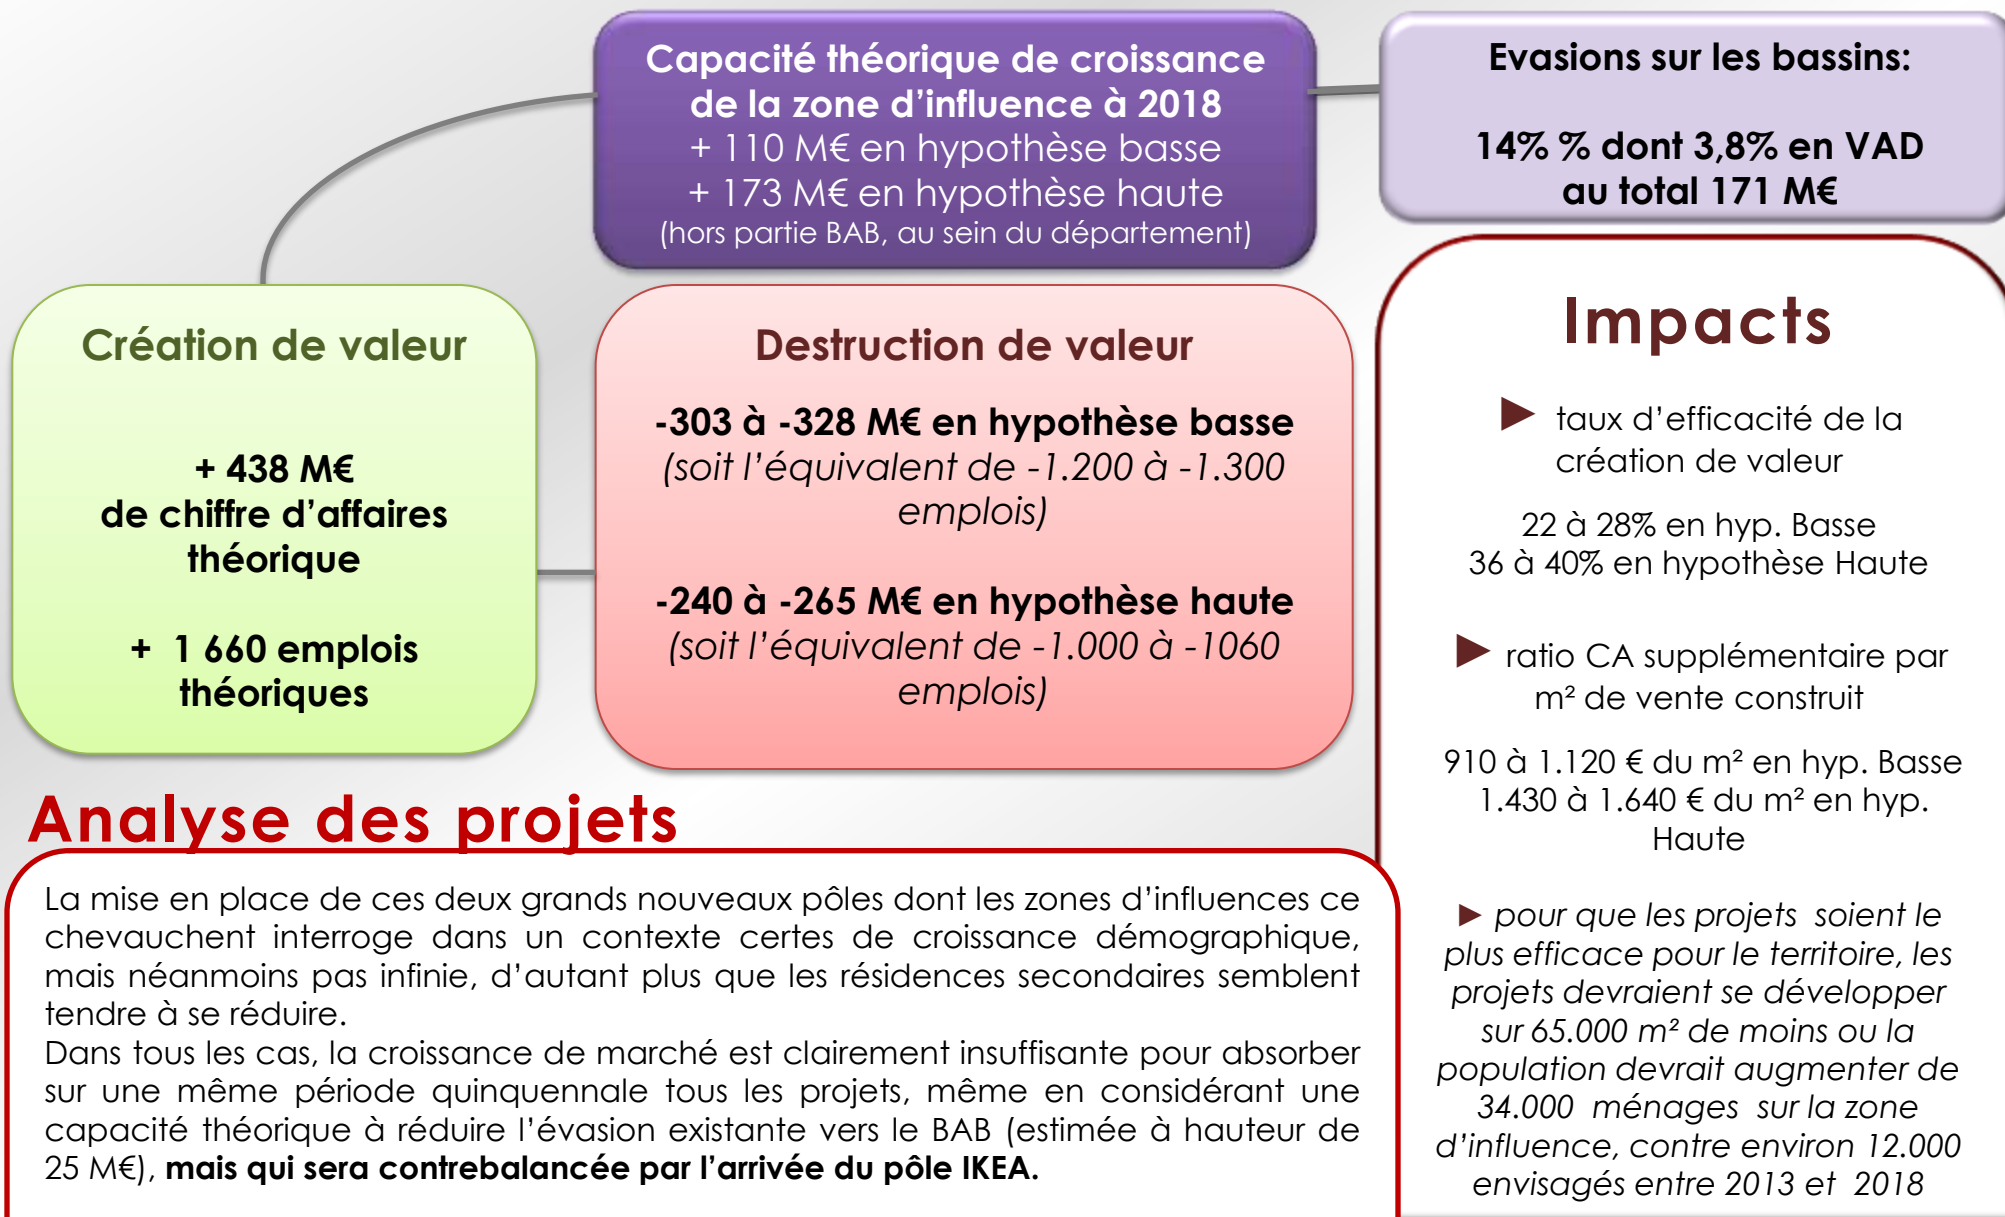 Capacité théorique de croissance
de la zone d'influence à 2018
+ 110 M€ en hypothèse basse
+ 173 M€ en hypothèse haute
(hors partie BAB, au sein du département)
Evasions sur les bassins:
14% % dont 3,8% en VAD
au total 171 M€
Création de valeur
+ 438 M€
de chiffre d'affaires
théorique
+ 1 660 emplois
théoriques
Destruction de valeur
-303 à -328 M€ en hypothèse basse
(soit l'équivalent de -1.200 à -1.300
emplois)
-240 à -265 M€ en hypothèse haute
(soit l'équivalent de -1.000 à -1060
emplois)
Impacts
► taux d'efficacité de la
création de valeur
22 à 28% en hyp. Basse
36 à 40% en hypothèse Haute
► ratio CA supplémentaire par
m² de vente construit
910 à 1.120 € du m² en hyp. Basse
1.430 à 1.640 € du m² en hyp.
Haute
► pour que les projets soient le
plus efficace pour le territoire, les
projets devraient se développer
sur 65.000 m² de moins ou la
population devrait augmenter de
34.000 ménages sur la zone
d'influence, contre environ 12.000
envisagés entre 2013 et 2018
Analyse des projets
La mise en place de ces deux grands nouveaux pôles dont les zones d'influences ce
chevauchent interroge dans un contexte certes de croissance démographique,
mais néanmoins pas infinie, d'autant plus que les résidences secondaires semblent
tendre à se réduire.
Dans tous les cas, la croissance de marché est clairement insuffisante pour absorber
sur une même période quinquennale tous les projets, même en considérant une
capacité théorique à réduire l'évasion existante vers le BAB (estimée à hauteur de
25 M€), mais qui sera contrebalancée par l'arrivée du pôle IKEA.